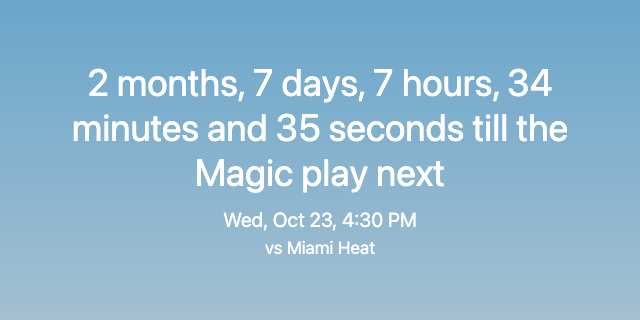 2 months, 7 days, 7 hours, 34
minutes and 35 seconds till the
Magic play next
Wed, Oct 23, 4:30 PM
vs Miami Heat